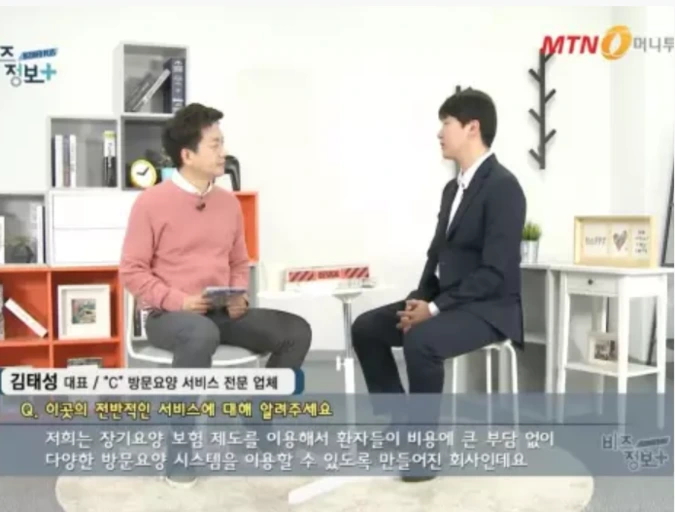 MTN 머니투
비즈
정보+
happy
김태성 대표 / "C" 방문요양 서비스 전문 업체
Q. 이곳의 전반적인 서비스에 대해 알려주세요
저희는 장기요양 보험 제도를 이용해서 환자들이 비용에 큰 부담 없이
다양한 방문요양 시스템을 이용할 수 있도록 만들어진 회사인데요
비즈
정보+